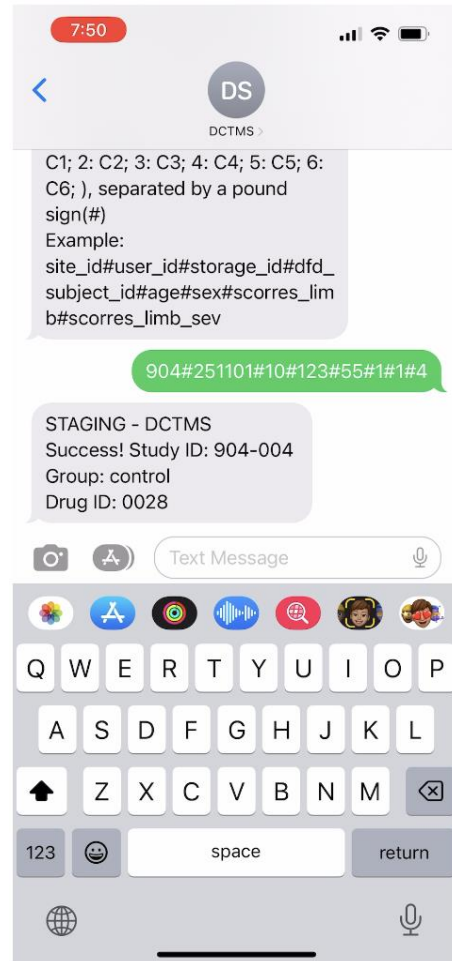 7:50
DS
DCTMS >
C1; 2: C2; 3: C3; 4: C4; 5: C5; 6:
C6; ), separated by a pound
sign(#)
Example:
site_id#user_id#storage_id#dfd_
subject_id#age#sex#scorres_lim
b#scorres_limb_sev
904#251101#10#123#55#1#1#4
STAGING - DCTMS
Success! Study ID: 904-004
Group: control
Drug ID: 0028
Text Message
Q W E R T Y U I O P
A S D F G H J K L
Z X C V B N M
123 space return